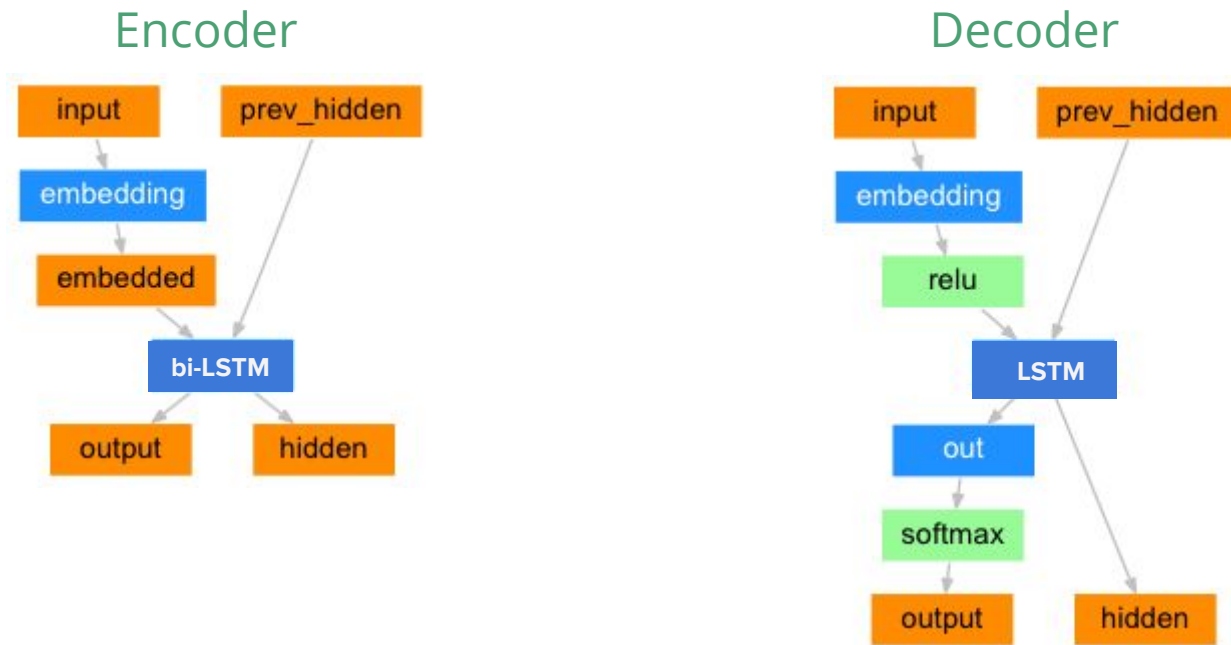 Encoder
input
prev_hidden
embedding
embedded
bi-LSTM
output
hidden
Decoder
input
prev_hidden
embedding
relu
LSTM
out
softmax
output
hidden